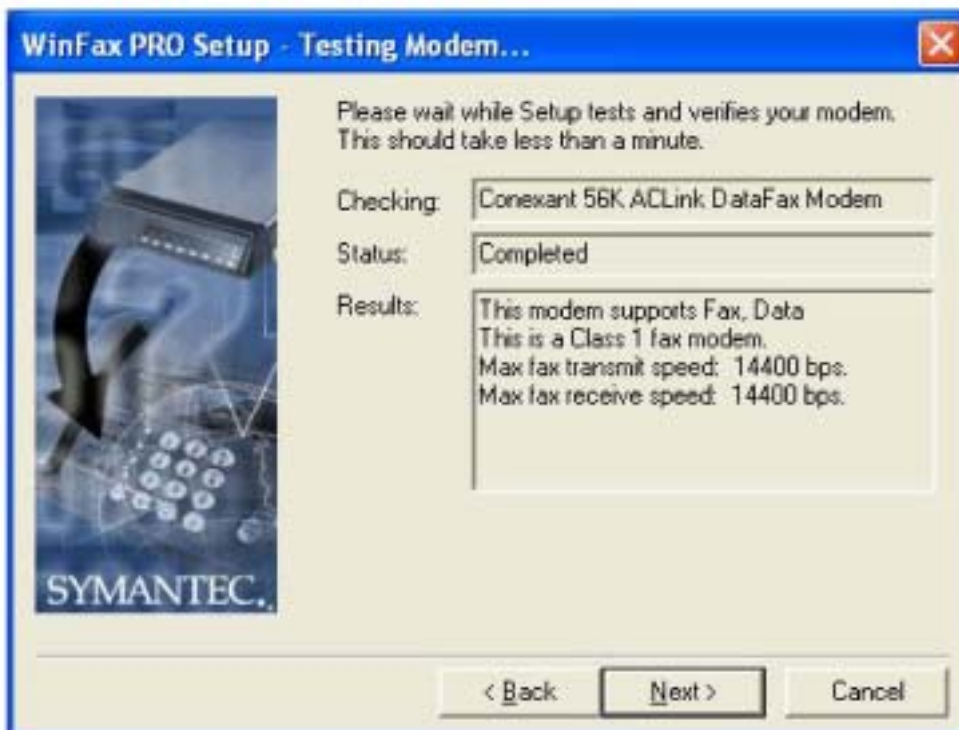 WinFax PRO Setup - Testing Modem...
Please wait while Setup tests and verifies your modem.
This should take less than a minute.
Checking: Conexant 56K ACLink DataFax Modem
Status: Completed
Results: This modem supports Fax, Data
This is a Class 1 fax modem.
Max fax transmit speed: 14400 bps.
Max fax receive speed: 14400 bps.
SYMANTEC.
< Back Next > Cancel